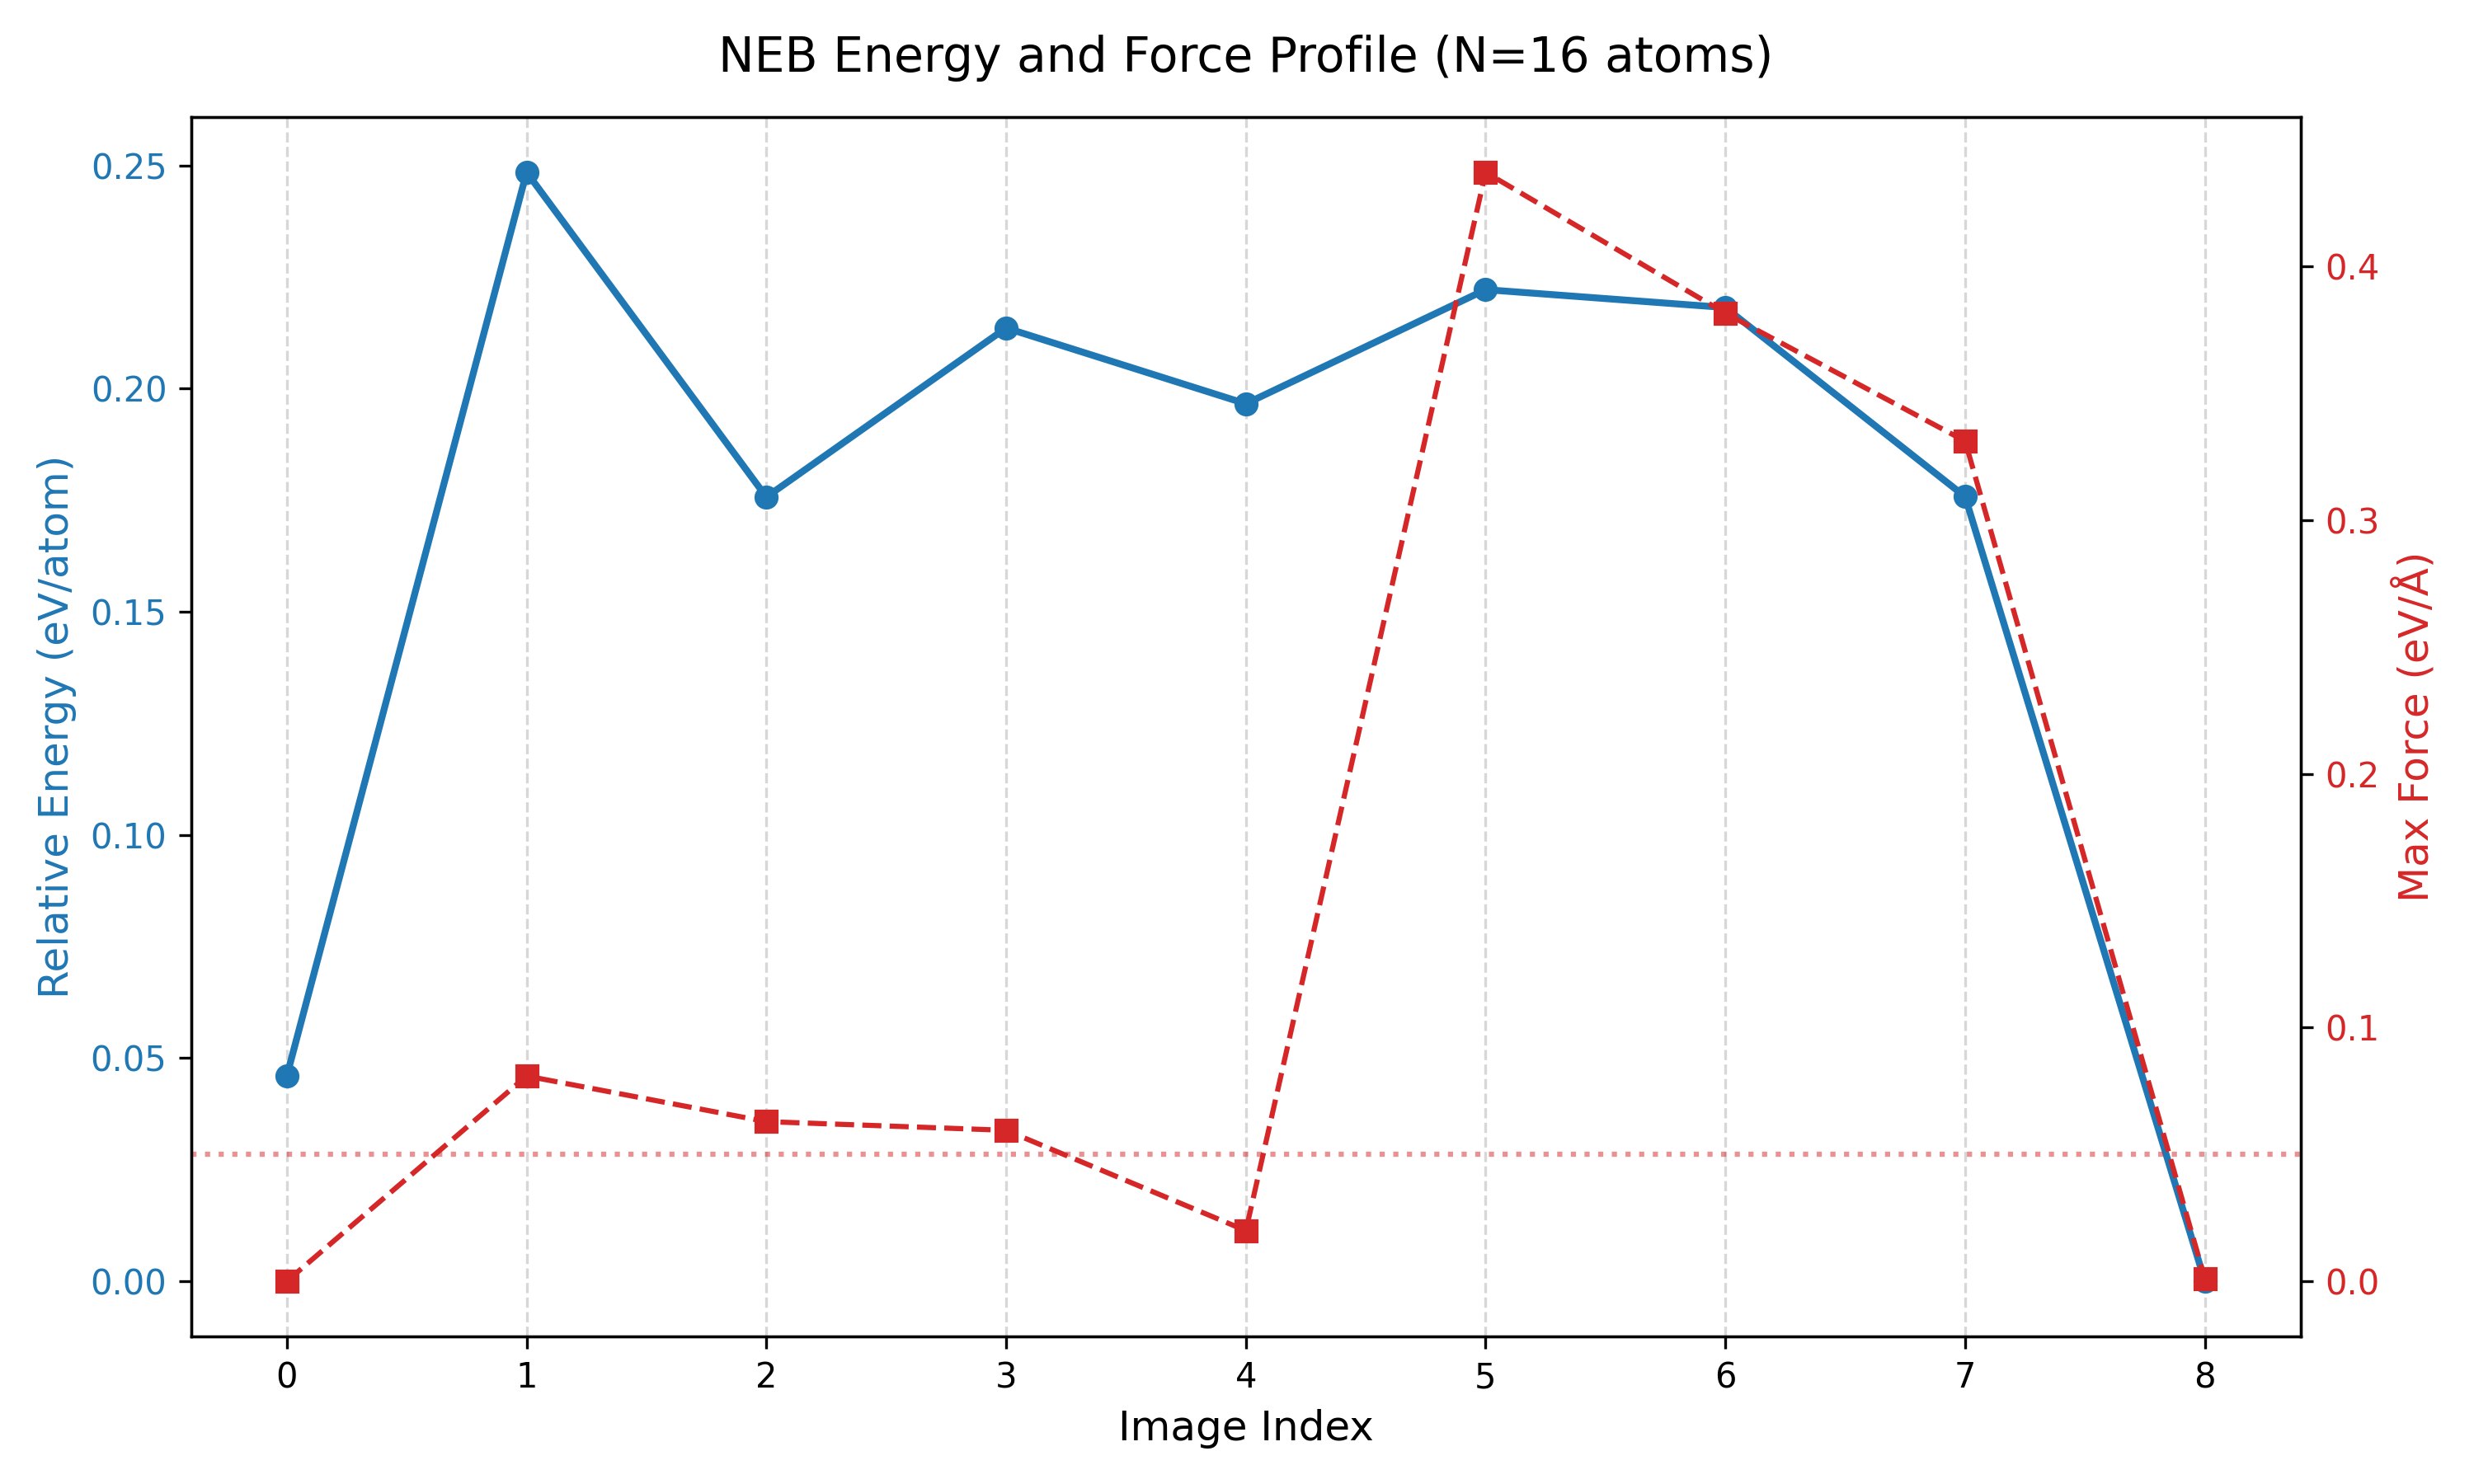 NEB Energy and Force Profile (N=16 atoms)
Relative Energy (eV/atom)
0.25
0.20
0.15
0.10
0.05
0.00
Max Force (eV/Å)
0.4
0.3
0.2
0.1
0.0
0 1 2 3 4 5 6 7 8
Image Index